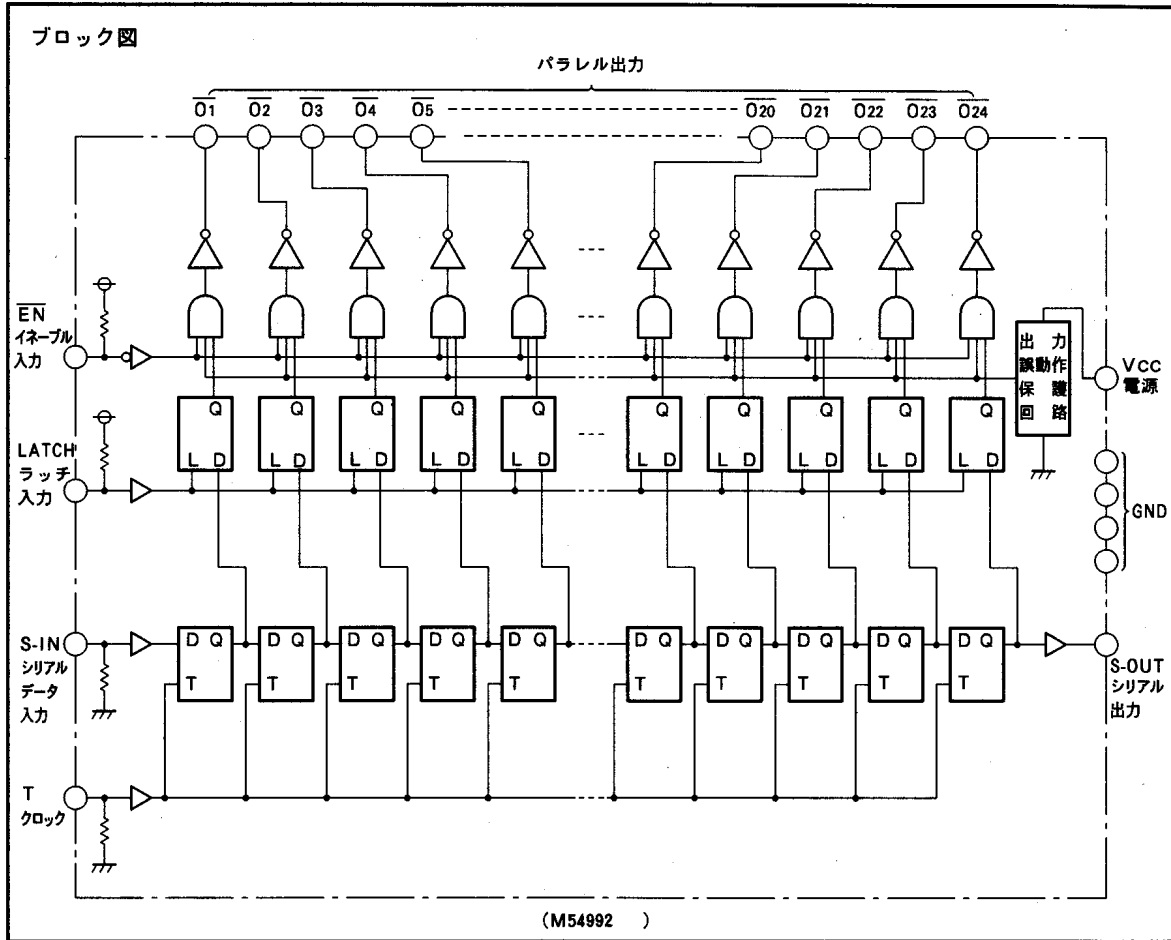 ブロック図
パラレル出力
O1 O2 O3 O4 O5 O20 O21 O22 O23 O24
EN
イネーブル
入力
出力
誤動作
保護
回路
VCC
電源
Q Q Q Q Q Q Q Q Q Q
L D L D L D L D L D L D L D L D L D L D
LATCH
ラッチ
入力
GND
S-IN
シリアル
データ
入力
D Q D Q D Q D Q D Q D Q D Q D Q D Q D Q
T T T T T T T T T T
S-OUT
シリアル
出力
T
クロック
(M54992 )